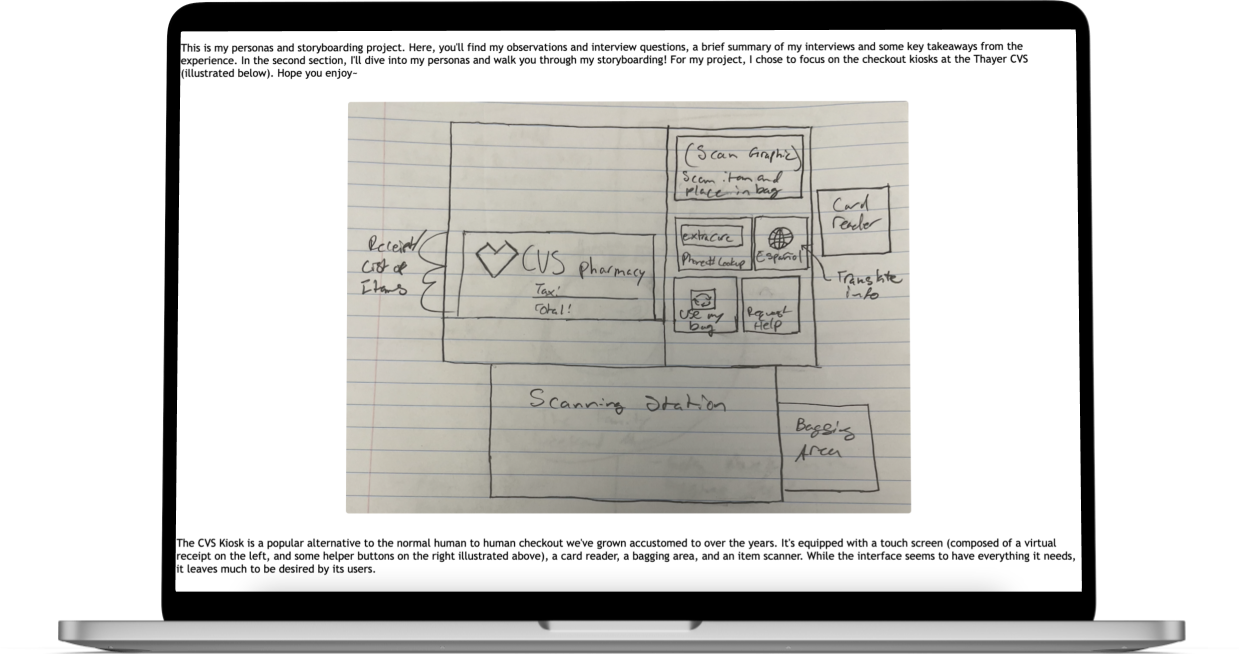 This is my personas and storyboarding project. Here, you'll find my observations and interview questions, a brief summary of my interviews and some key takeaways from the
experience. In the second section, I'll dive into my personas and walk you through my storyboarding! For my project, I chose to focus on the checkout kiosks at the Thayer CVS
(illustrated below). Hope you enjoy~
(Scan Graphic)
Scan item and
place in bag
Card
reader
extracare
Phone# Lookup
Español
Translate
info
Receipt/
List of
Items
CVS pharmacy
Tax:
Total:
Use my
bag
Request
Help
Scanning Station
Bagging
Area
The CVS Kiosk is a popular alternative to the normal human to human checkout we've grown accustomed to over the years. It's equipped with a touch screen (composed of a virtual
receipt on the left, and some helper buttons on the right illustrated above), a card reader, a bagging area, and an item scanner. While the interface seems to have everything it needs,
it leaves much to be desired by its users.